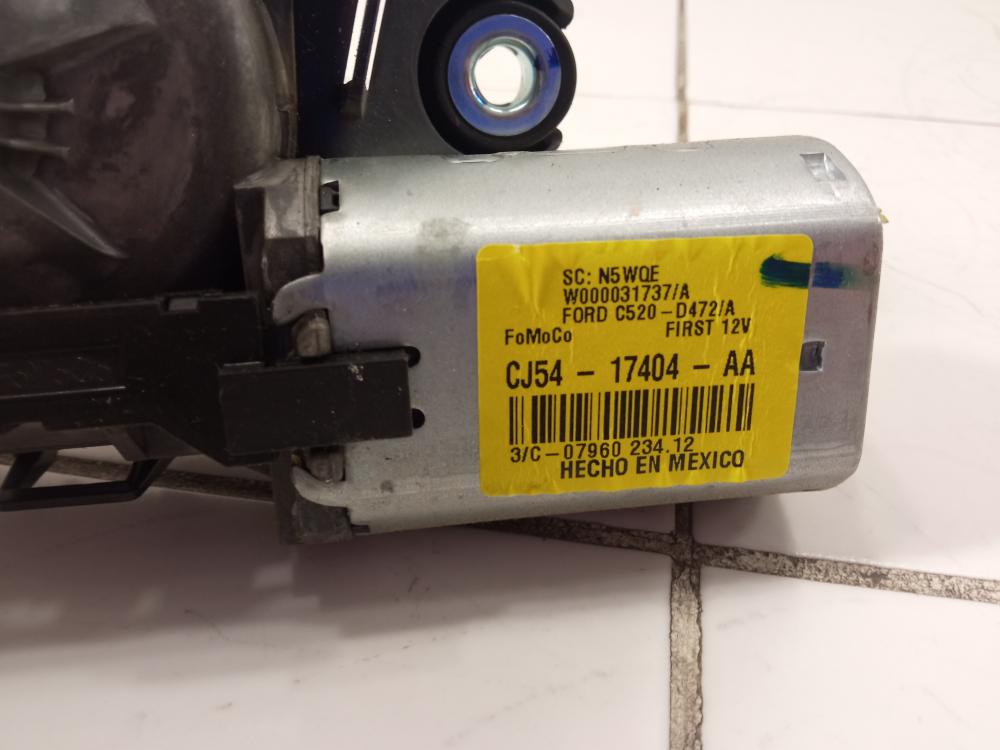 SC: N5WQE
W000031737/A
FORD C520-D472/A
FoMoCo FIRST 12V
CJ54 - 17404 - AA
3/C-07960 234.12
HECHO EN MEXICO